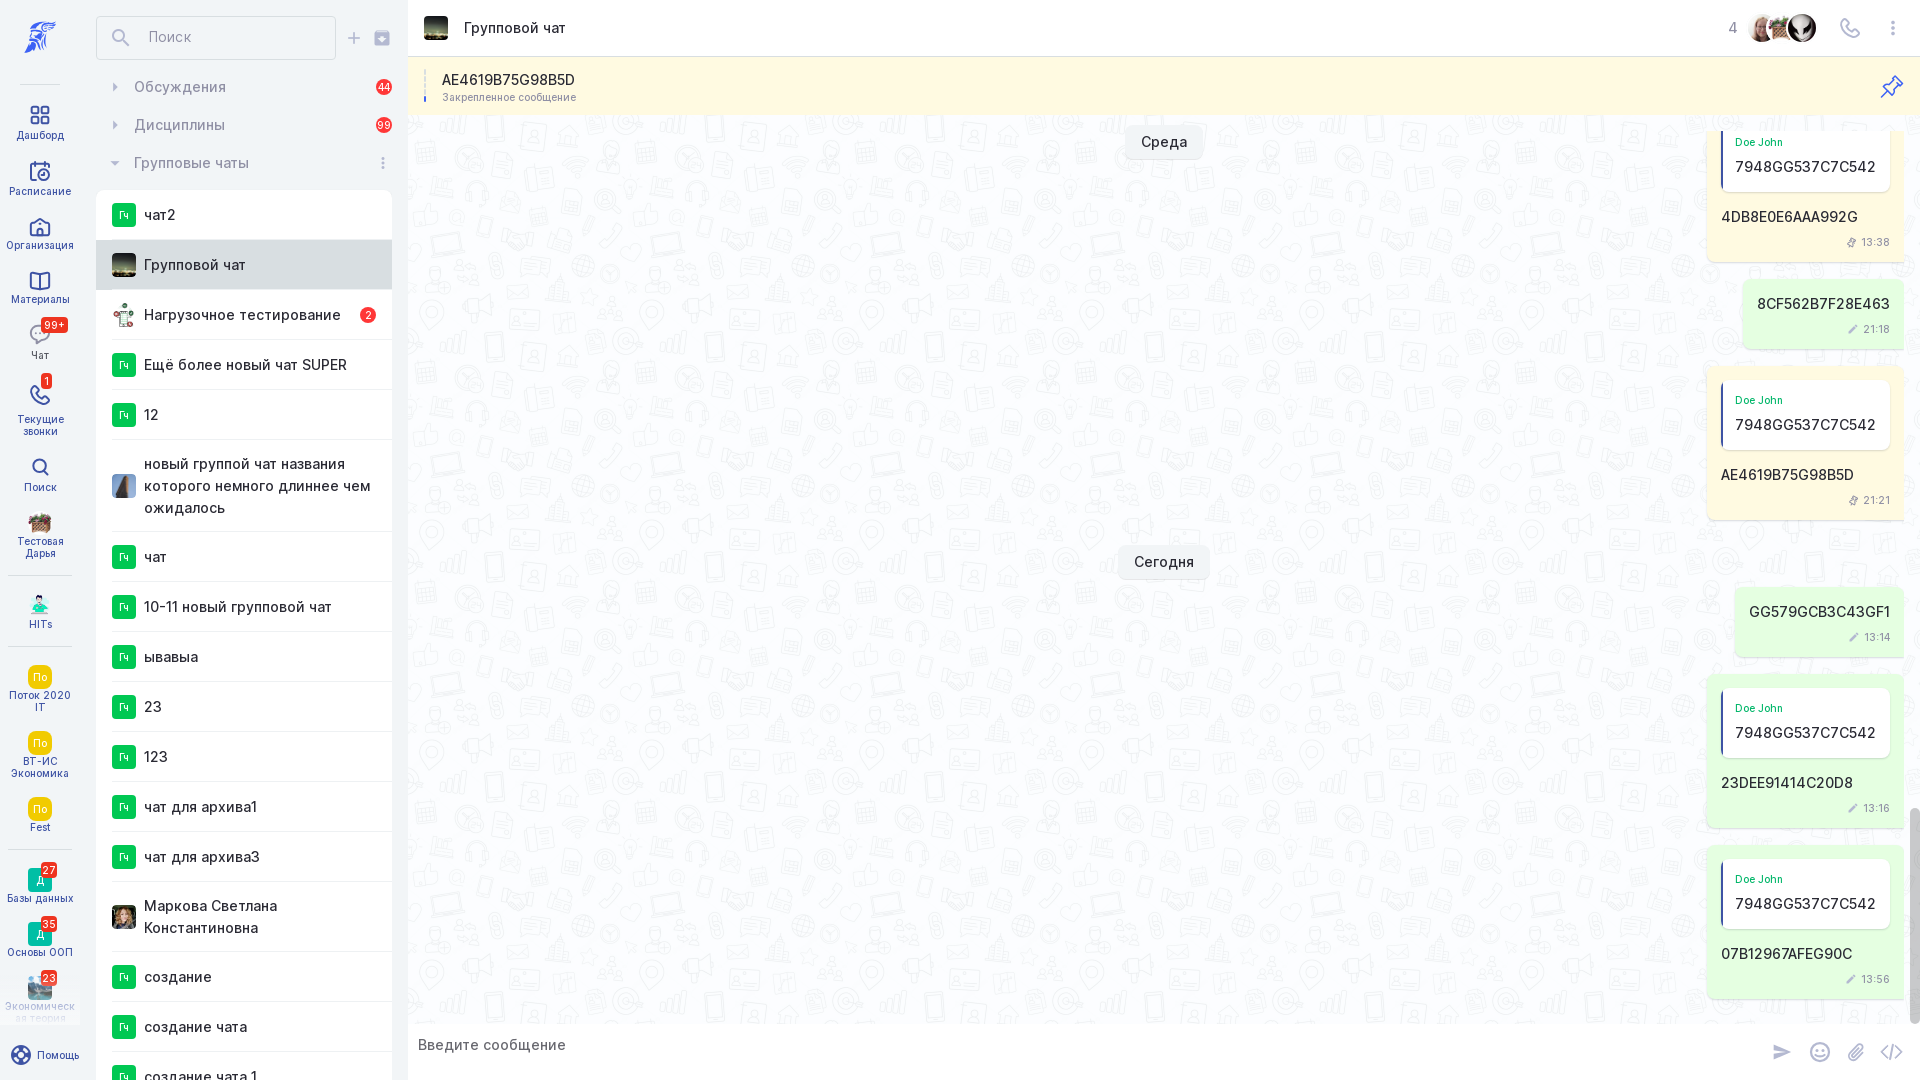 Дашборд
Расписание
Организация
Материалы
99+
Чат
1
Текущие
звонки
Поиск
Тестовая
Дарья
HITs
По
Поток 2020
IT
По
ВТ-ИС
Экономика
По
Fest
27
Д
Базы данных
35
Д
Основы ООП
23
Экономическ
ая теория
Помощь
Поиск
Обсуждения
44
Дисциплины
99
Групповые чаты
Гч чат2
Групповой чат
Нагрузочное тестирование 2
Гч Ещё более новый чат SUPER
Гч 12
новый группой чат названия
которого немного длиннее чем
ожидалось
Гч чат
Гч 10-11 новый групповой чат
Гч ывавыа
Гч 23
Гч 123
Гч чат для архива1
Гч чат для архива3
Маркова Светлана
Константиновна
Гч создание
Гч создание чата
Гч создание чата 1
Групповой чат
4
AE4619B75G98B5D
Закрепленное сообщение
Среда
Doe John
7948GG537C7C542
4DB8E0E6AAA992G
13:38
8CF562B7F28E463
21:18
Doe John
7948GG537C7C542
AE4619B75G98B5D
21:21
Сегодня
GG579GCB3C43GF1
13:14
Doe John
7948GG537C7C542
23DEE91414C20D8
13:16
Doe John
7948GG537C7C542
07B12967AFEG90C
13:56
Введите сообщение